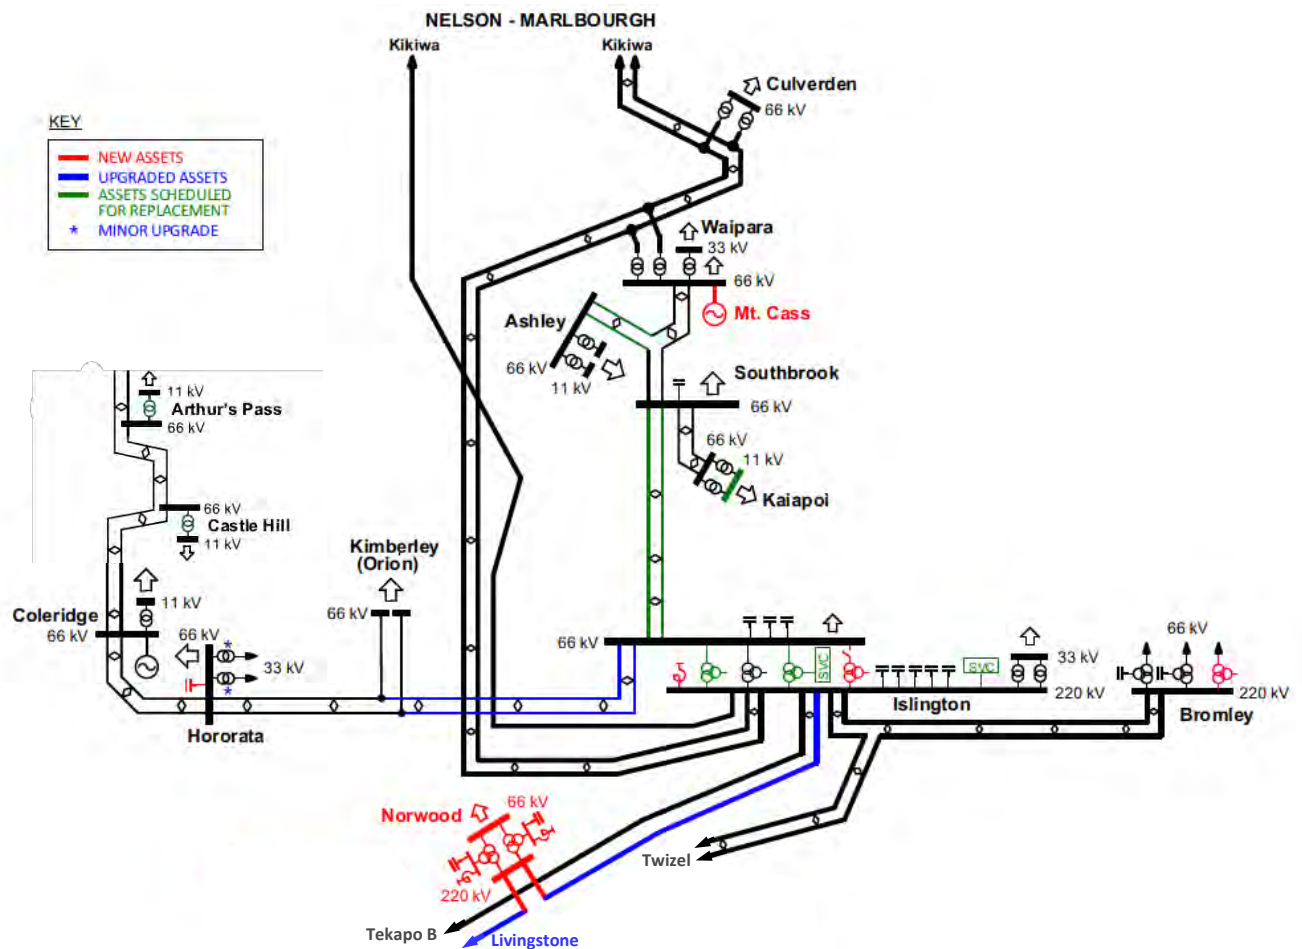 NELSON - MARLBOURGH
Kikiwa
Kikiwa
Culverden
66 kV
KEY
NEW ASSETS
UPGRADED ASSETS
ASSETS SCHEDULED
FOR REPLACEMENT
* MINOR UPGRADE
Waipara
33 kV
66 kV
Mt. Cass
Ashley
66 kV
11 kV
Southbrook
66 kV
66 kV
11 kV
Kaiapoi
11 kV
Arthur's Pass
66 kV
66 kV
Castle Hill
11 kV
Kimberley
(Orion)
66 kV
Coleridge
66 kV
11 kV
66 kV
*
33 kV
*
Hororata
66 kV
SVC
SVC
33 kV
220 kV
Islington
66 kV
220 kV
Bromley
Norwood
66 kV
220 kV
Twizel
Tekapo B
Livingstone